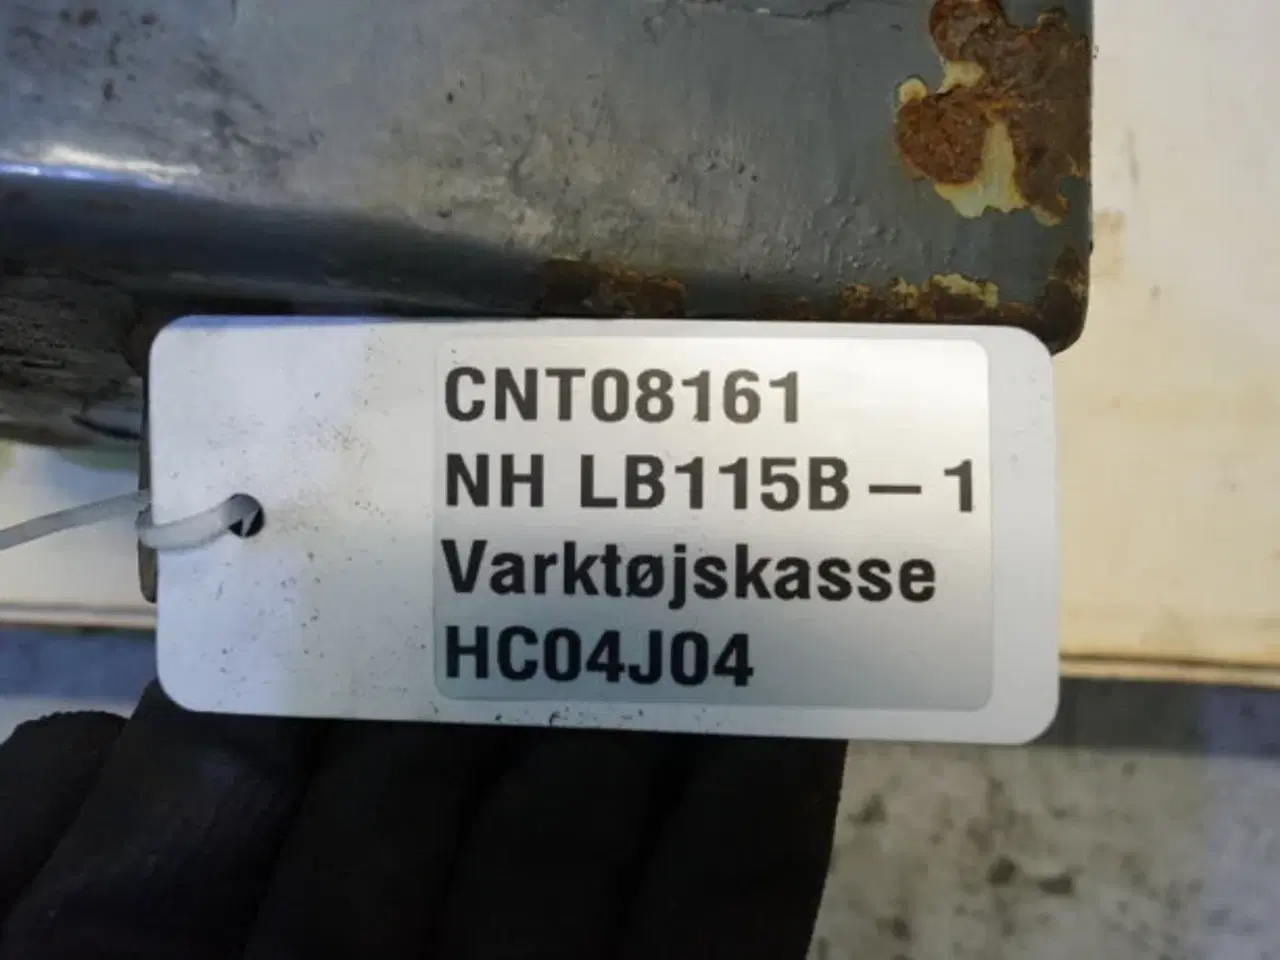 CNT08161
NH LB115B – 1
Varktøjskasse
HC04J04